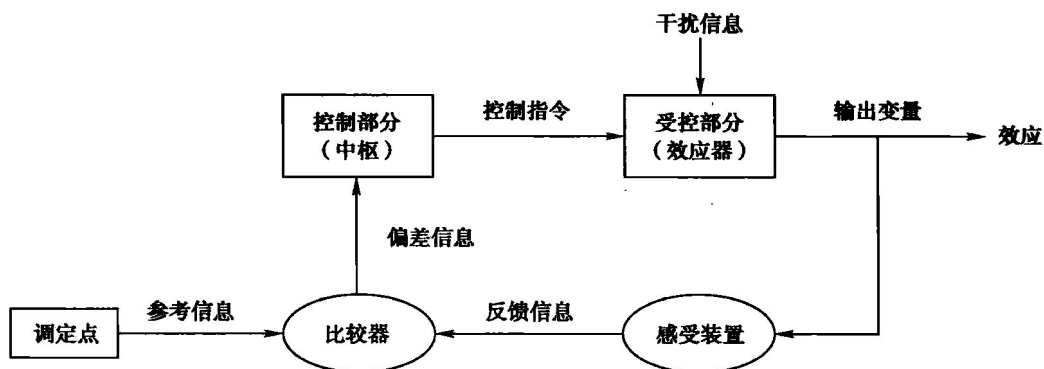 干扰信息
控制部分
（中枢）
控制指令
受控部分
（效应器）
输出变量
效应
偏差信息
调定点
参考信息
比较器
反馈信息
感受装置